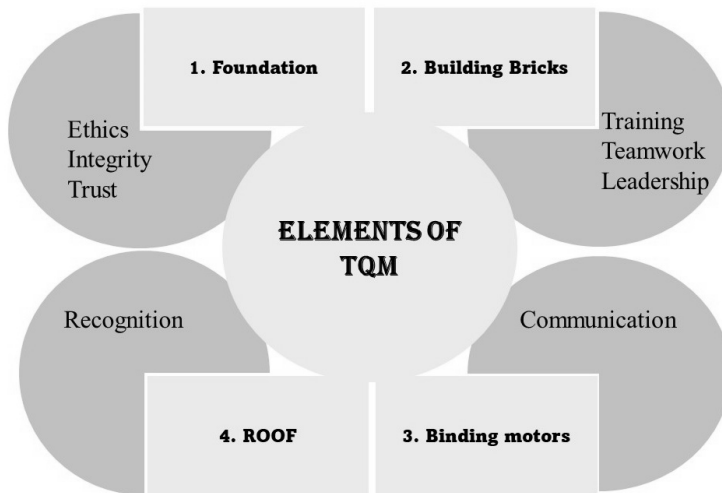 1. Foundation
2. Building Bricks
Ethics
Integrity
Trust
Training
Teamwork
Leadership
ELEMENTS OF
TQM
Recognition
Communication
4. ROOF
3. Binding motors